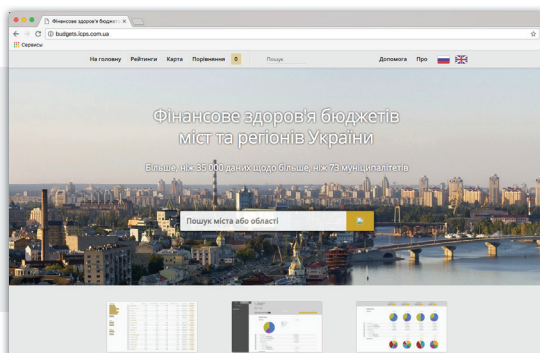 Фінансове здоров'я бюджеті
budgets.icps.com.ua
Сервисы
На головну Рейтинги Карта Порівняння 0 Пошук Допомога Про
Фінансове здоров'я бюджетів
міст та регіонів України
Більше, ніж 35 000 даних щодо більше, ніж 73 муніципалітетів
Пошук міста або області